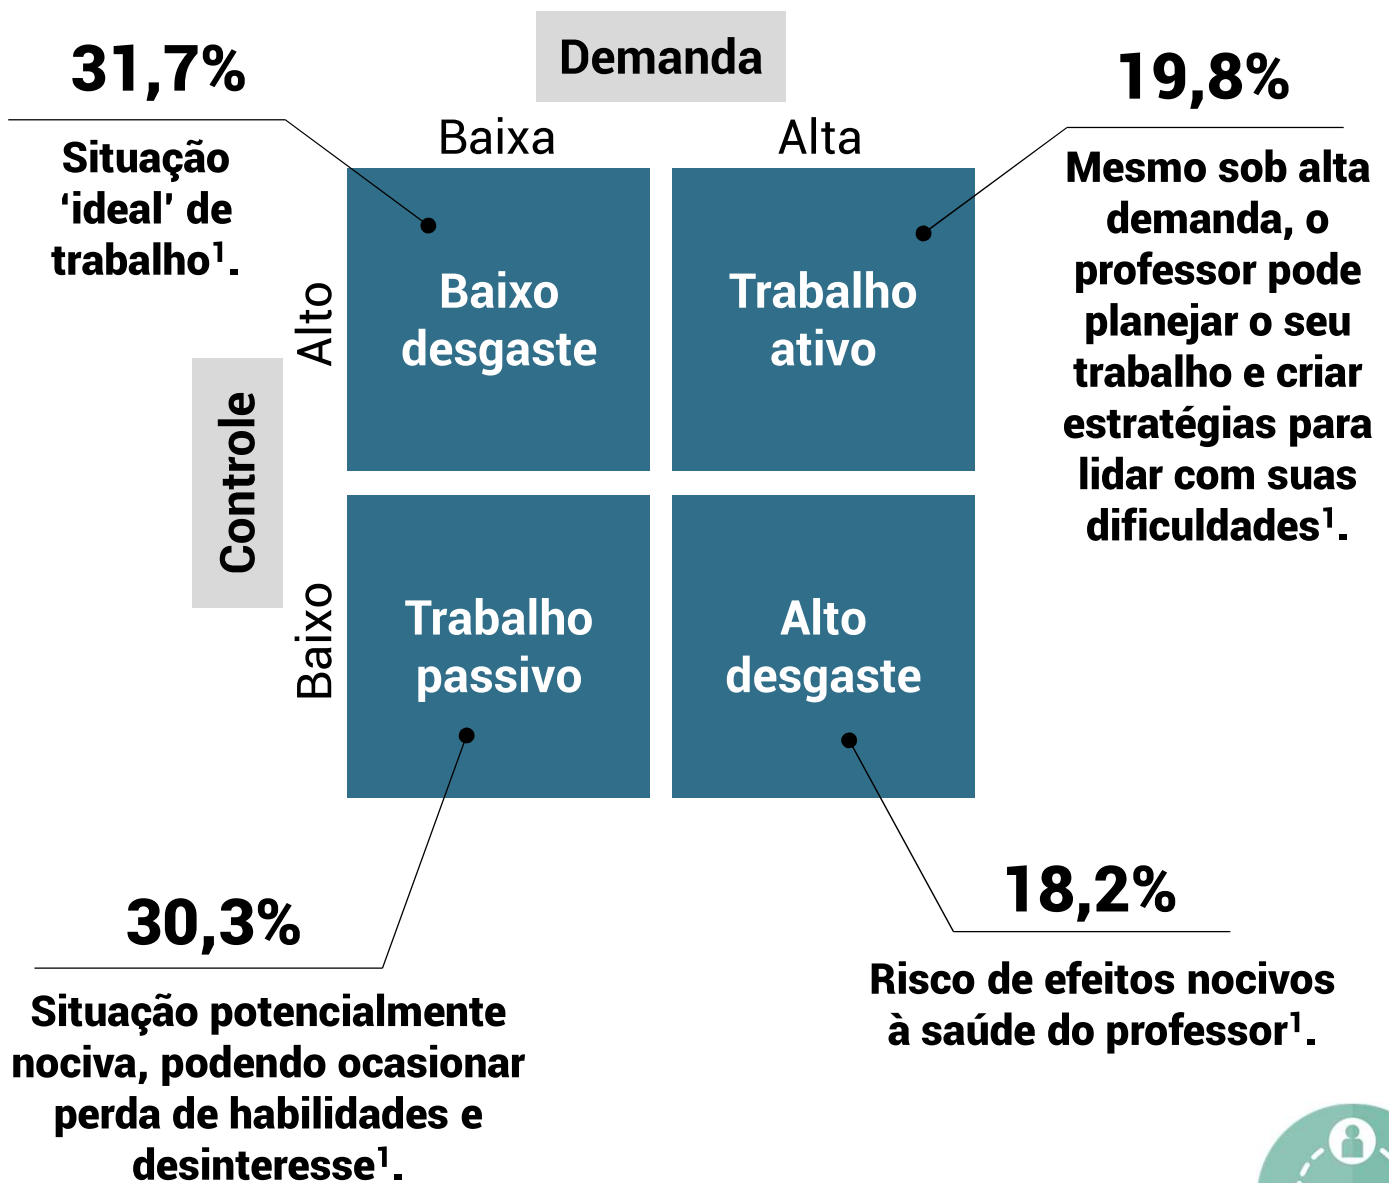 Demanda
Baixa
Alta
31,7%
Situação
‘ideal’ de
trabalho¹.
19,8%
Mesmo sob alta
demanda, o
professor pode
planejar o seu
trabalho e criar
estratégias para
lidar com suas
dificuldades¹.
Controle
Alto
Baixo
Baixo
desgaste
Trabalho
ativo
Trabalho
passivo
Alto
desgaste
30,3%
Situação potencialmente
nociva, podendo ocasionar
perda de habilidades e
desinteresse¹.
18,2%
Risco de efeitos nocivos
à saúde do professor¹.